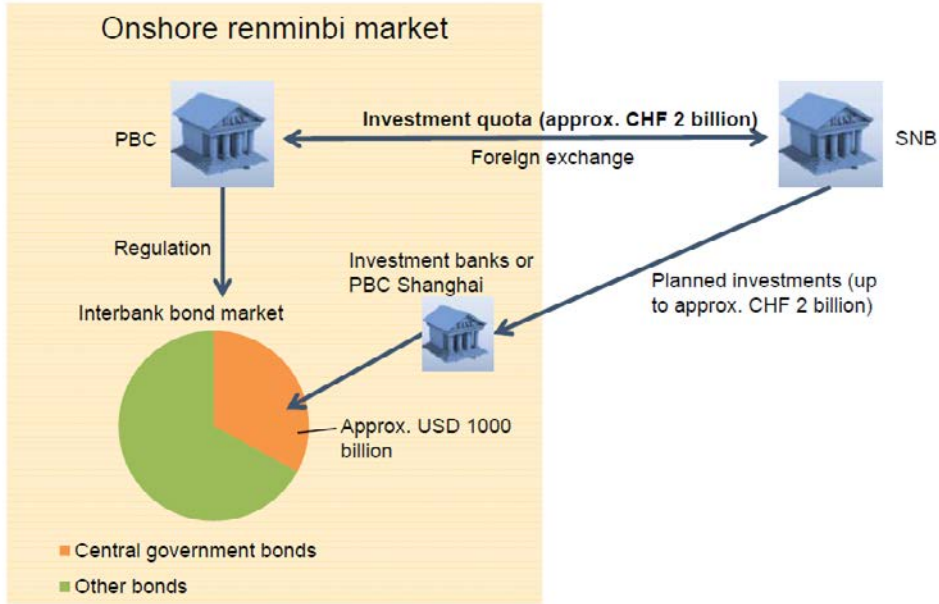 Onshore renminbi market
PBC
Investment quota (approx. CHF 2 billion)
Foreign exchange
SNB
Regulation
Investment banks or
PBC Shanghai
Planned investments (up
to approx. CHF 2 billion)
Interbank bond market
Approx. USD 1000
billion
Central government bonds
Other bonds